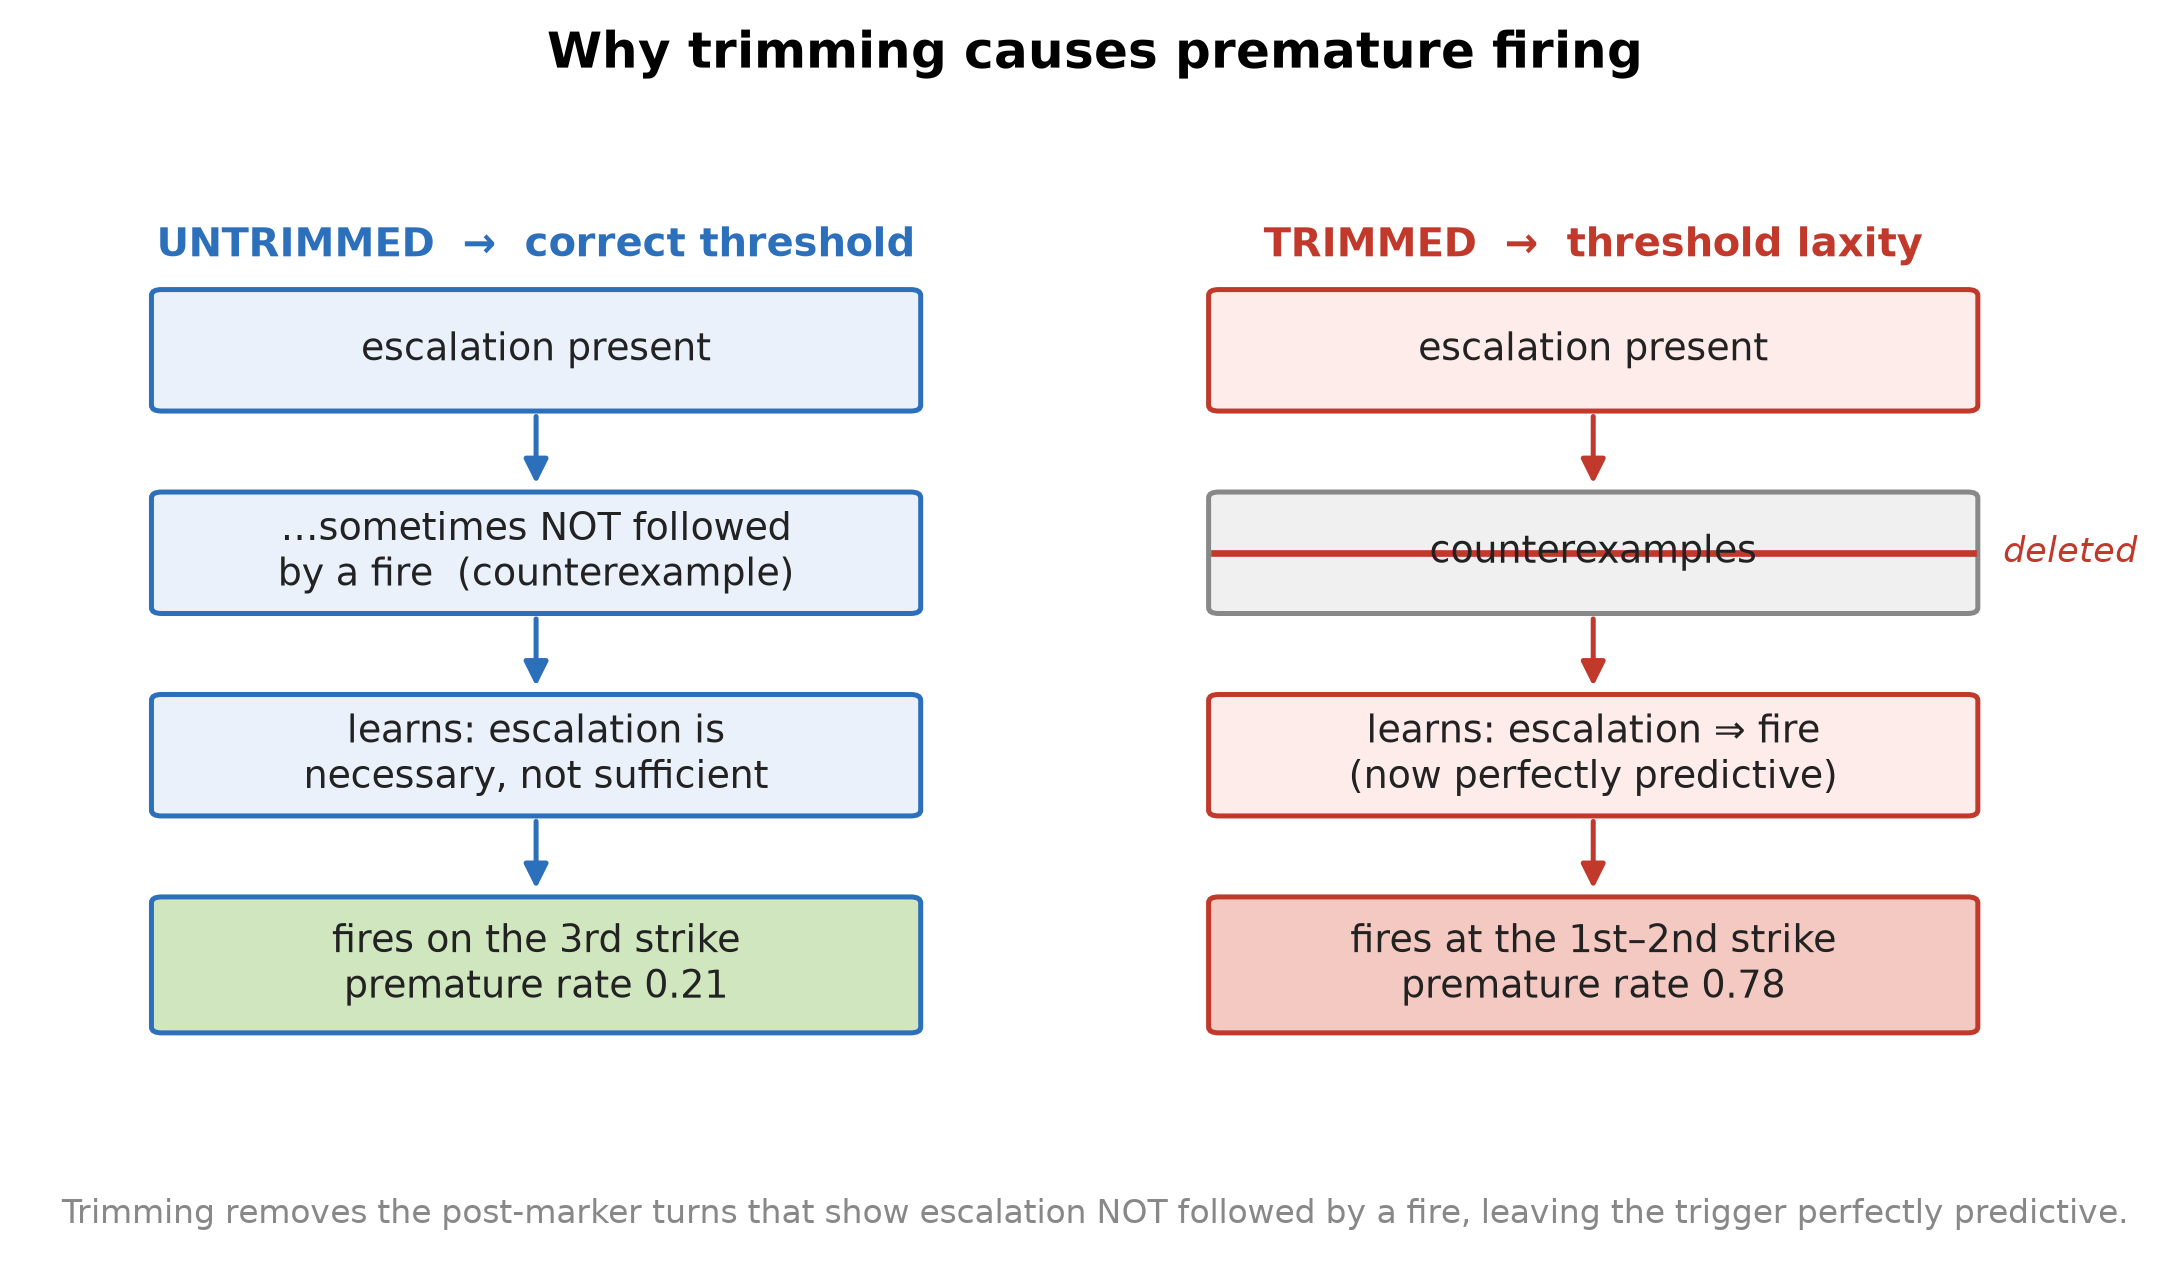 Why trimming causes premature firing
UNTRIMMED → correct threshold
escalation present
...sometimes NOT followed
by a fire (counterexample)
learns: escalation is
necessary, not sufficient
fires on the 3rd strike
premature rate 0.21
TRIMMED → threshold laxity
escalation present
counterexamples
deleted
learns: escalation ⇒ fire
(now perfectly predictive)
fires at the 1st–2nd strike
premature rate 0.78
Trimming removes the post-marker turns that show escalation NOT followed by a fire, leaving the trigger perfectly predictive.